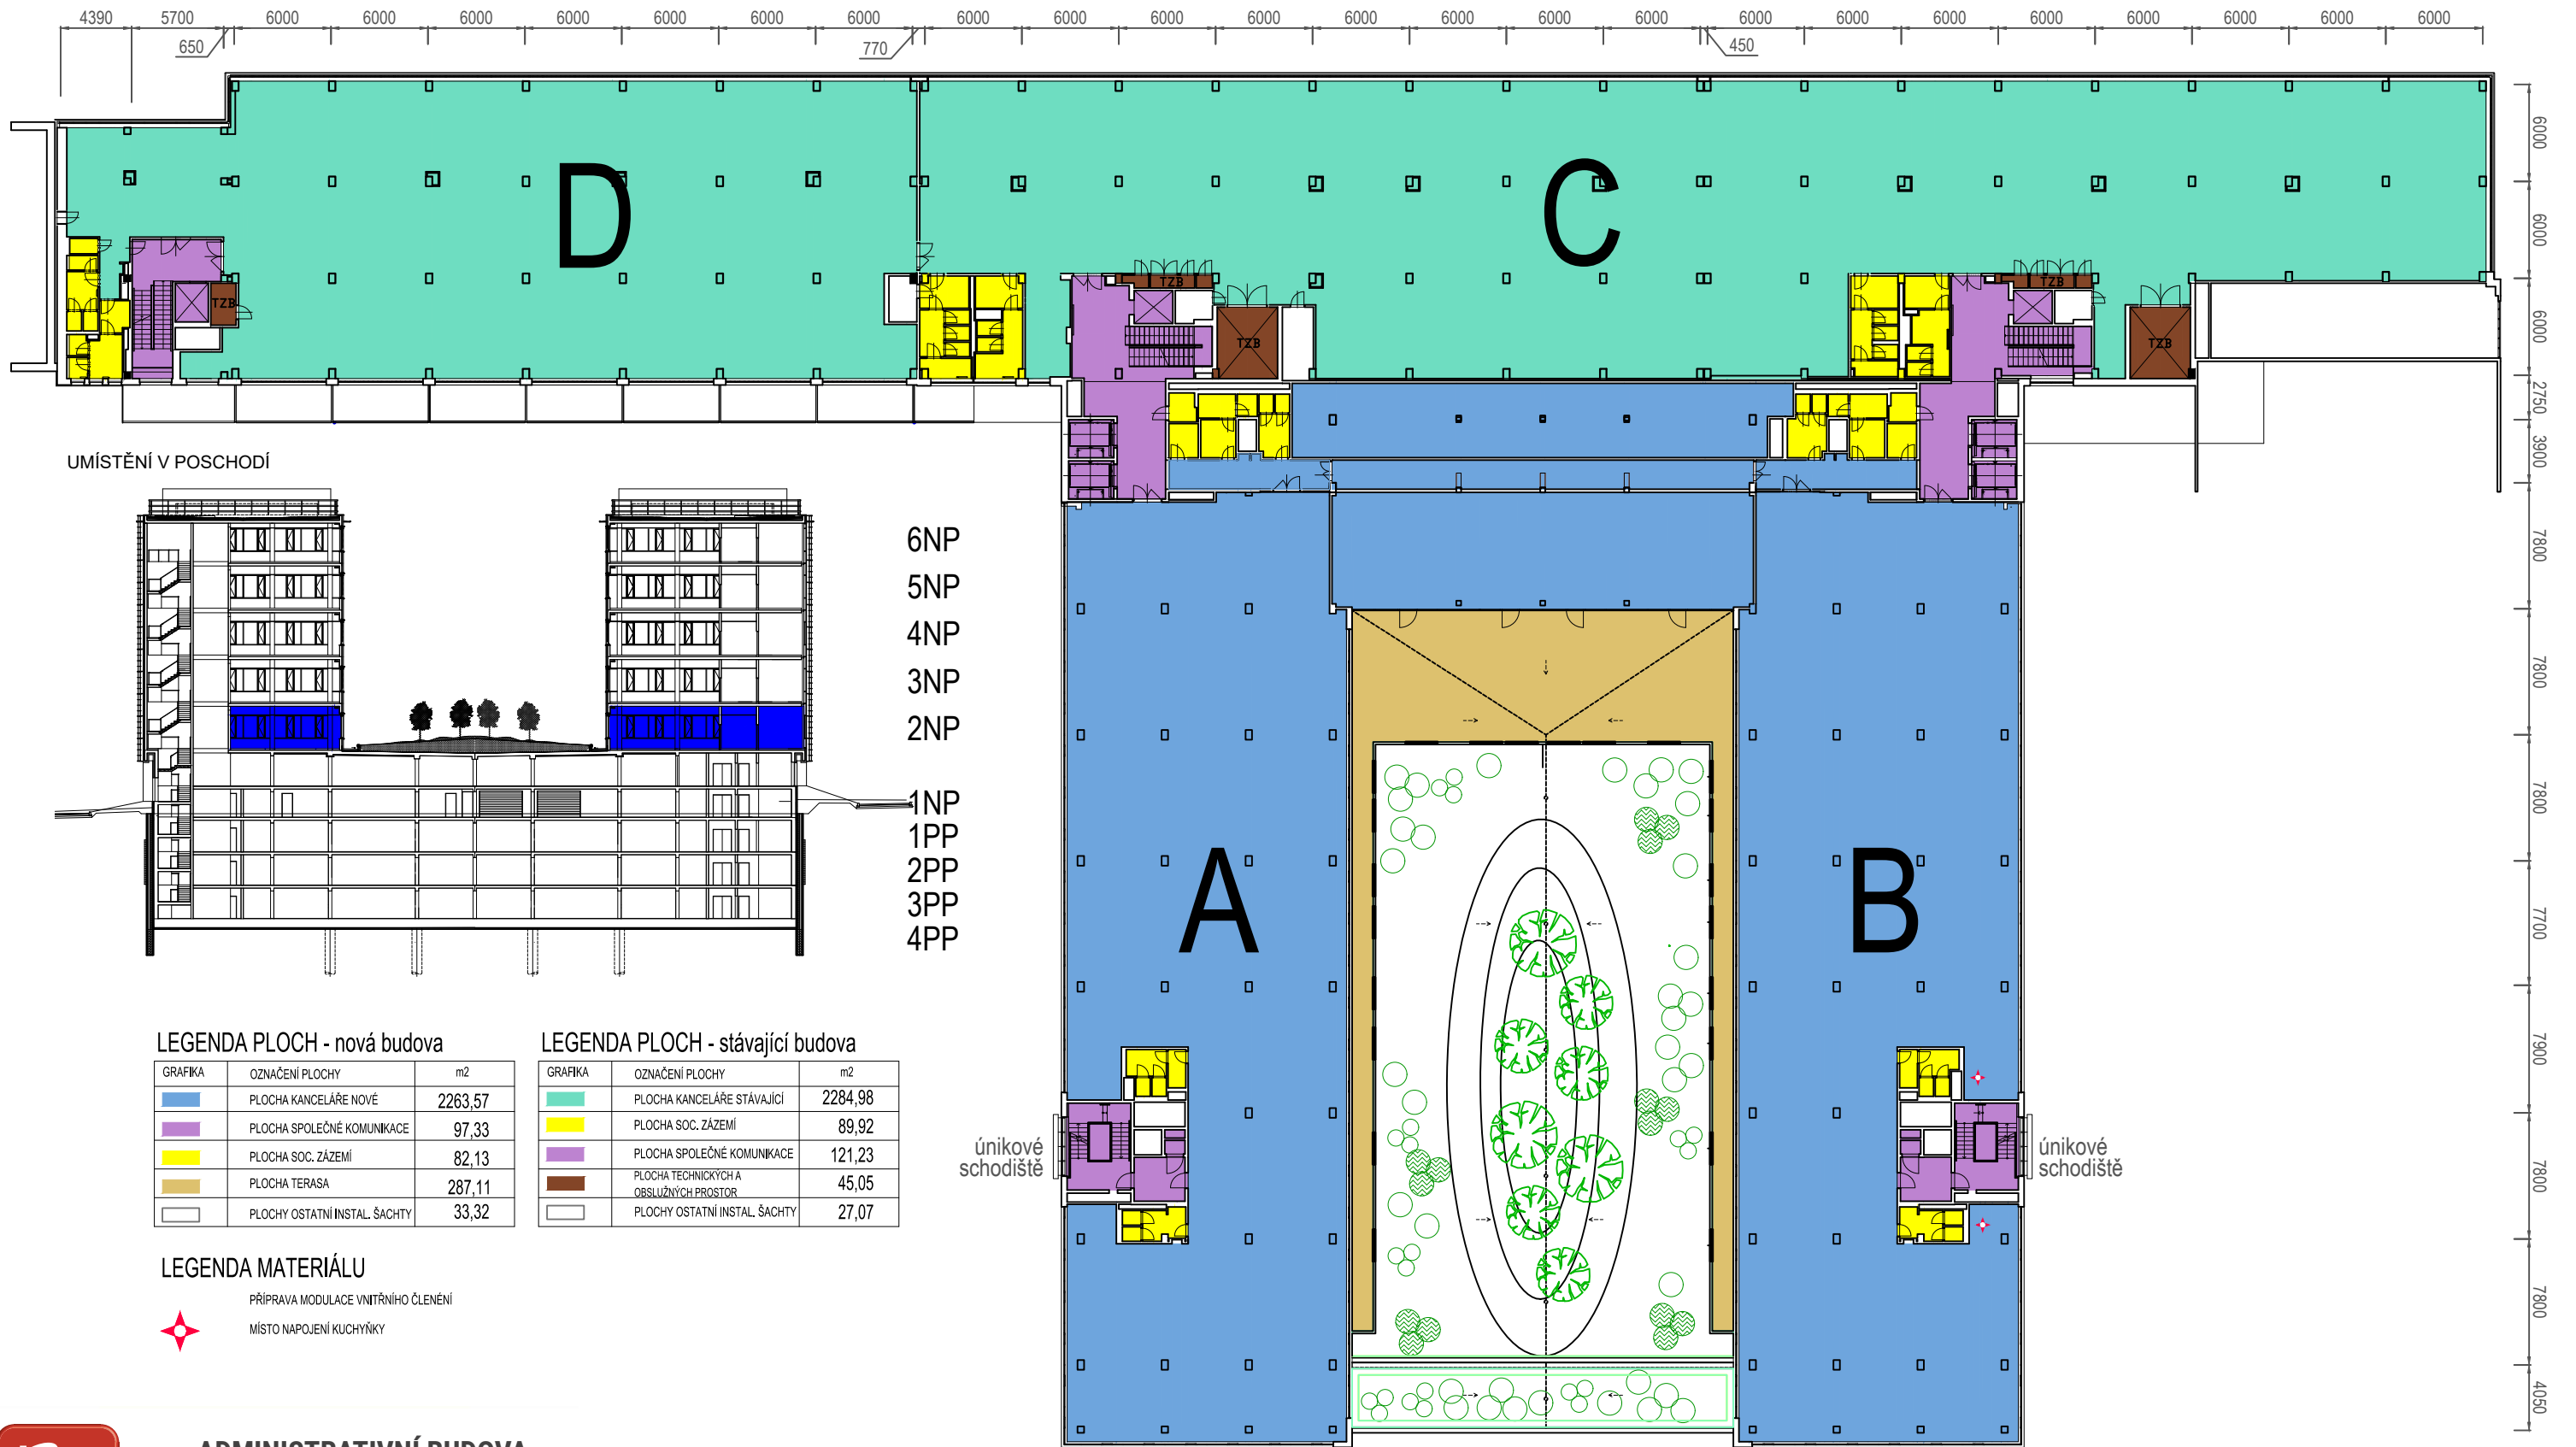 4390 5700 6000 6000 6000 6000 6000 6000 6000 6000 6000 6000 6000 6000 6000 6000 6000 6000 6000 6000 6000 6000 6000 6000 6000
650 770 450
D C
TZB TZB TZB TZB TZB
6000
6000
6000
2750
3900
7800
7800
7800
7700
7900
7800
7800
4050
UMÍSTĚNÍ V POSCHODÍ
6NP
5NP
4NP
3NP
2NP
1NP
1PP
2PP
3PP
4PP
A B
únikové
schodiště
únikové
schodiště
LEGENDA PLOCH - nová budova
GRAFIKA OZNAČENÍ PLOCHY m2
PLOCHA KANCELÁŘE NOVÉ 2263,57
PLOCHA SPOLEČNÉ KOMUNIKACE 97,33
PLOCHA SOC. ZÁZEMÍ 82,13
PLOCHA TERASA 287,11
PLOCHY OSTATNÍ INSTAL. ŠACHTY 33,32
LEGENDA PLOCH - stávající budova
GRAFIKA OZNAČENÍ PLOCHY m2
PLOCHA KANCELÁŘE STÁVAJÍCÍ 2284,98
PLOCHA SOC. ZÁZEMÍ 89,92
PLOCHA SPOLEČNÉ KOMUNIKACE 121,23
PLOCHA TECHNICKÝCH A
OBSLUŽNÝCH PROSTOR 45,05
PLOCHY OSTATNÍ INSTAL. ŠACHTY 27,07
LEGENDA MATERIÁLU
PŘÍPRAVA MODULACE VNITŘNÍHO ČLENĚNÍ
MÍSTO NAPOJENÍ KUCHYŇKY
ADMINISTRATIVNÍ BUDOVA